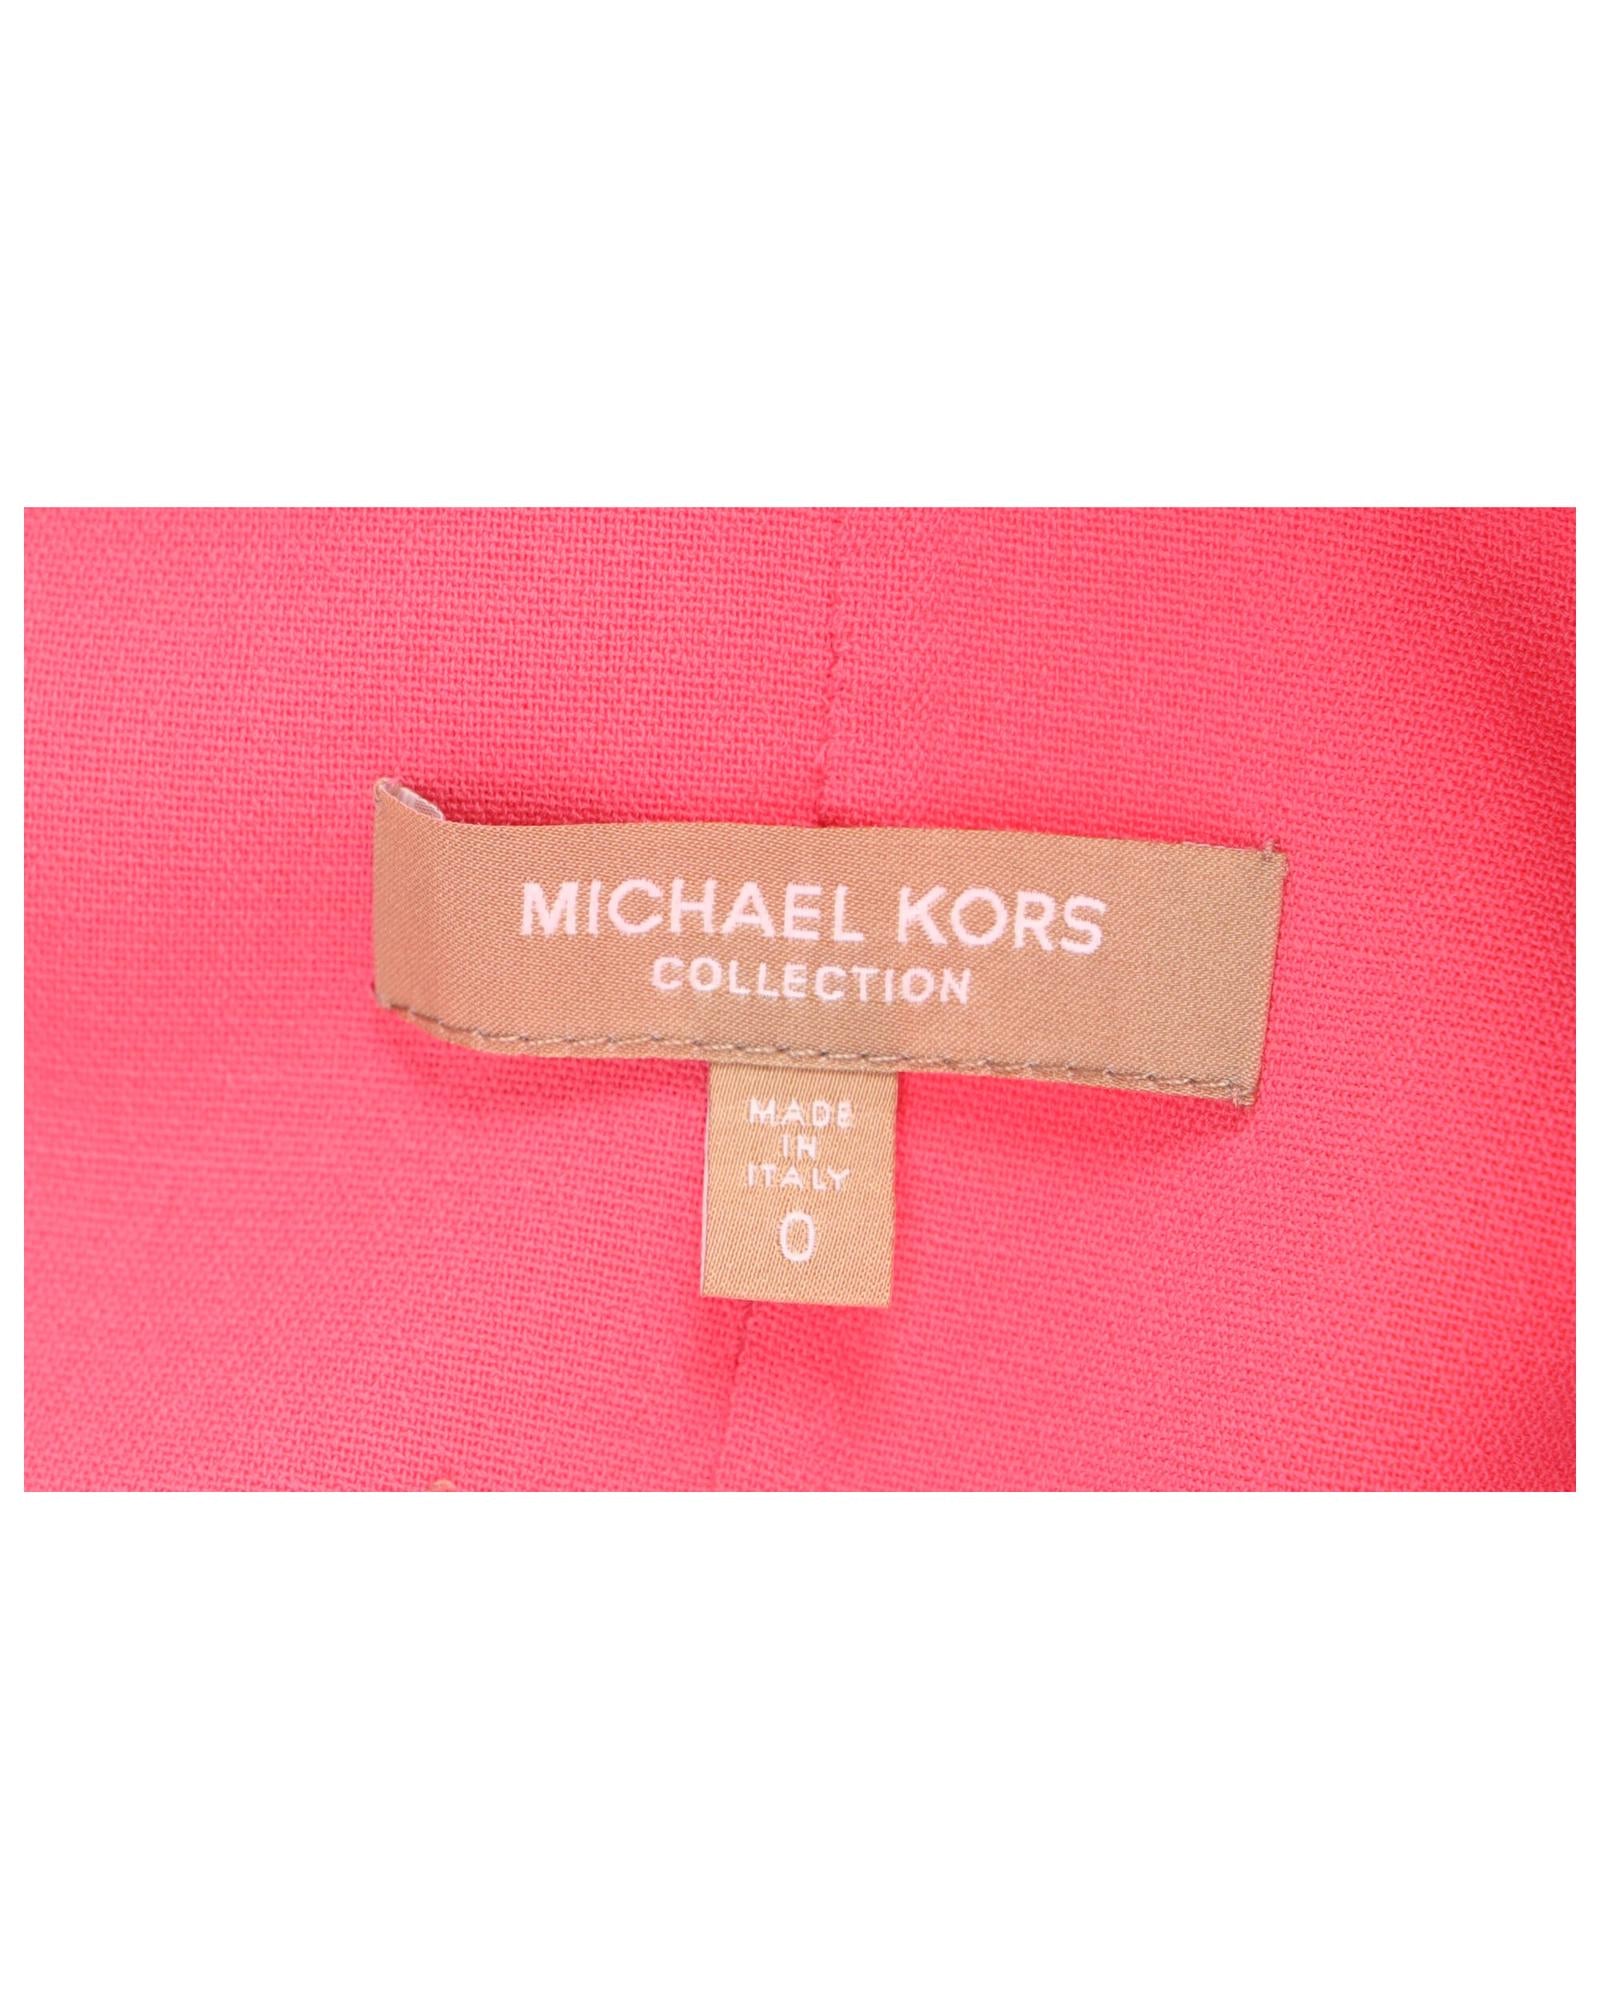 MICHAEL KORS
COLLECTION
MADE
IN
ITALY
0